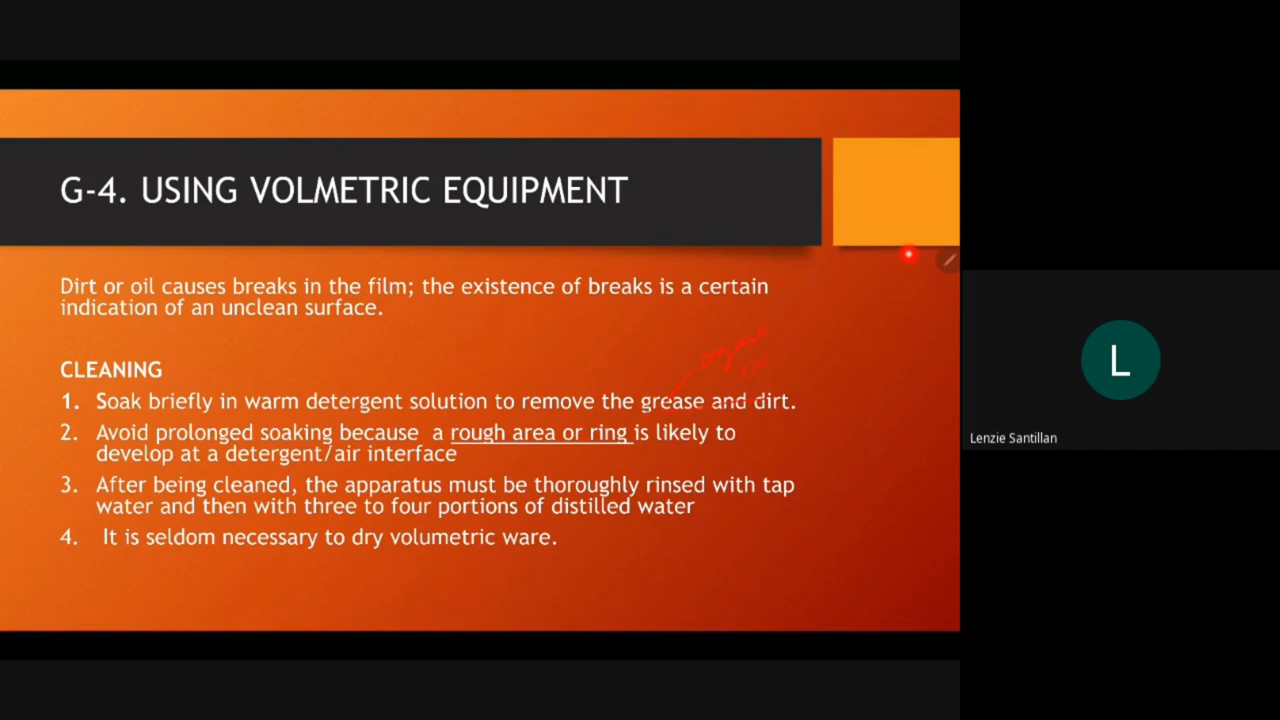 G-4. USING VOLMETRIC EQUIPMENT
Dirt or oil causes breaks in the film; the existence of breaks is a certain
indication of an unclean surface.
CLEANING
1. Soak briefly in warm detergent solution to remove the grease and dirt.
2. Avoid prolonged soaking because a rough area or ring is likely to
develop at a detergent/air interface
3. After being cleaned, the apparatus must be thoroughly rinsed with tap
water and then with three to four portions of distilled water
4. It is seldom necessary to dry volumetric ware.
L
Lenzie Santillan